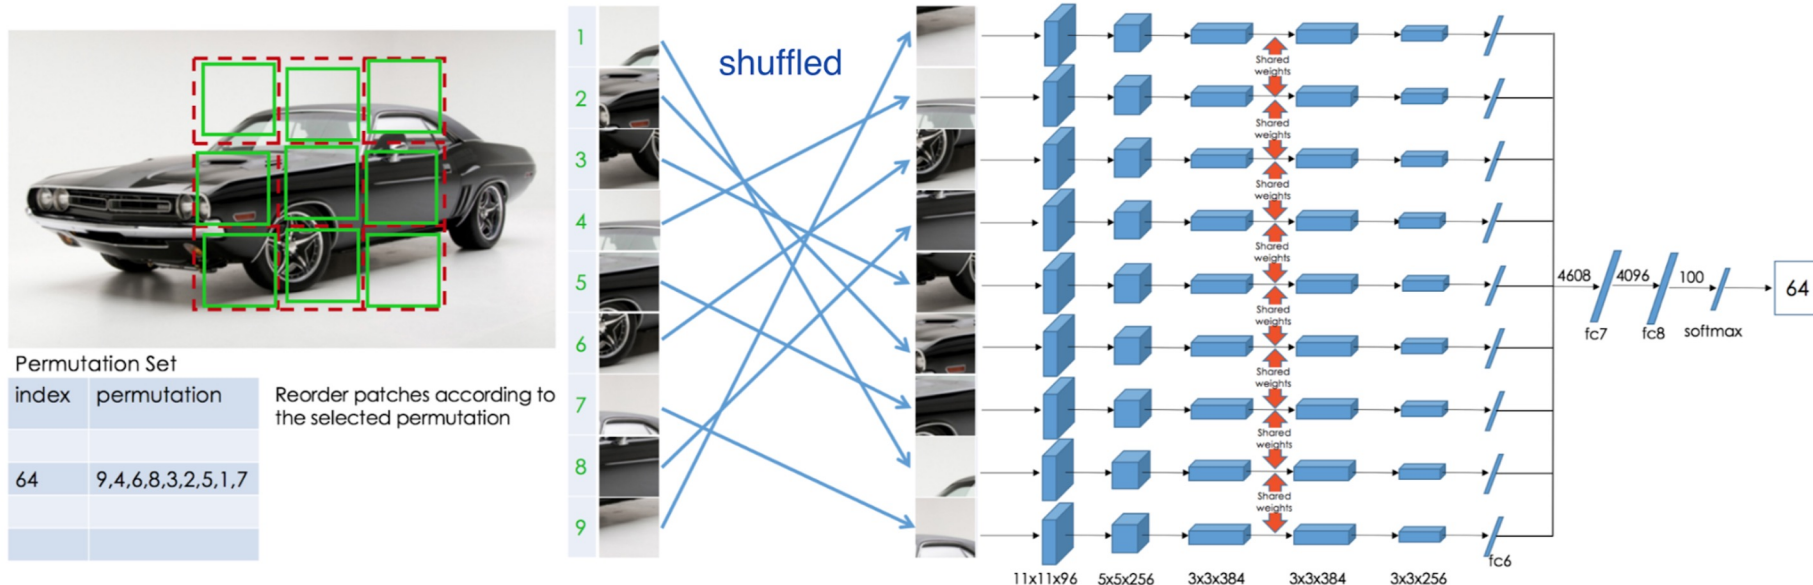 Permutation Set
index permutation
64 9,4,6,8,3,2,5,1,7
Reorder patches according to
the selected permutation
1
2
3
4
5
6
7
8
9
shuffled
Shared
weights
Shared
weights
Shared
weights
Shared
weights
Shared
weights
Shared
weights
Shared
weights
Shared
weights
11x11x96 5x5x256 3x3x384 3x3x384 3x3x256
fc6
4608 4096 100
fc7 fc8 softmax
64